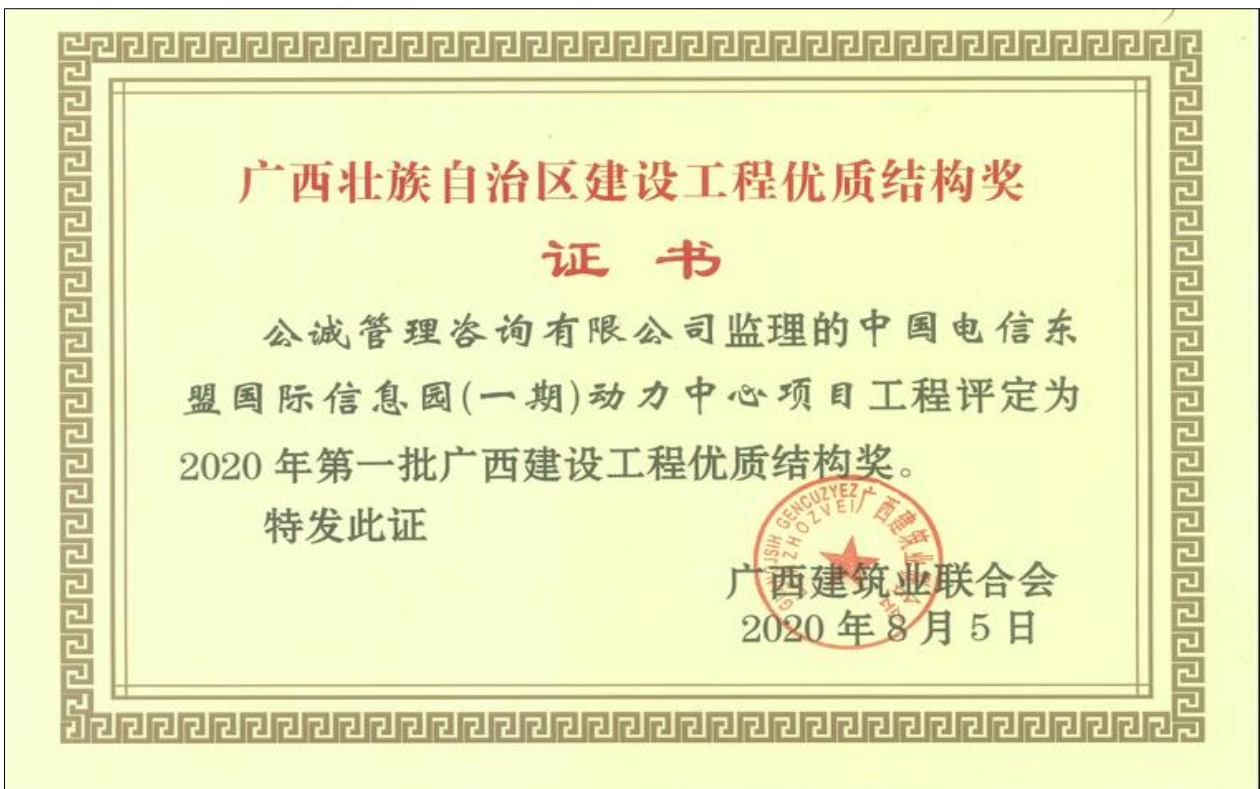 广西壮族自治区建设工程优质结构奖
证 书
公诚管理咨询有限公司监理的中国电信东
盟国际信息园(一期)动力中心项目工程评定为
2020 年第一批广西建设工程优质结构奖。
特发此证
广西建筑业联合会
2020 年 8 月 5 日